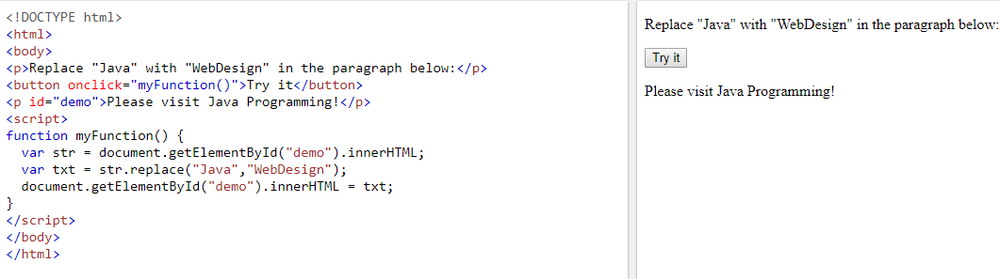 <!DOCTYPE html>
<html>
<body>
<p>Replace "Java" with "WebDesign" in the paragraph below:</p>
<button onclick="myFunction()">Try it</button>
<p id="demo">Please visit Java Programming!</p>
<script>
function myFunction() {
  var str = document.getElementById("demo").innerHTML;
  var txt = str.replace("Java","WebDesign");
  document.getElementById("demo").innerHTML = txt;
}
</script>
</body>
</html>
Replace "Java" with "WebDesign" in the paragraph below:
Try it
Please visit Java Programming!